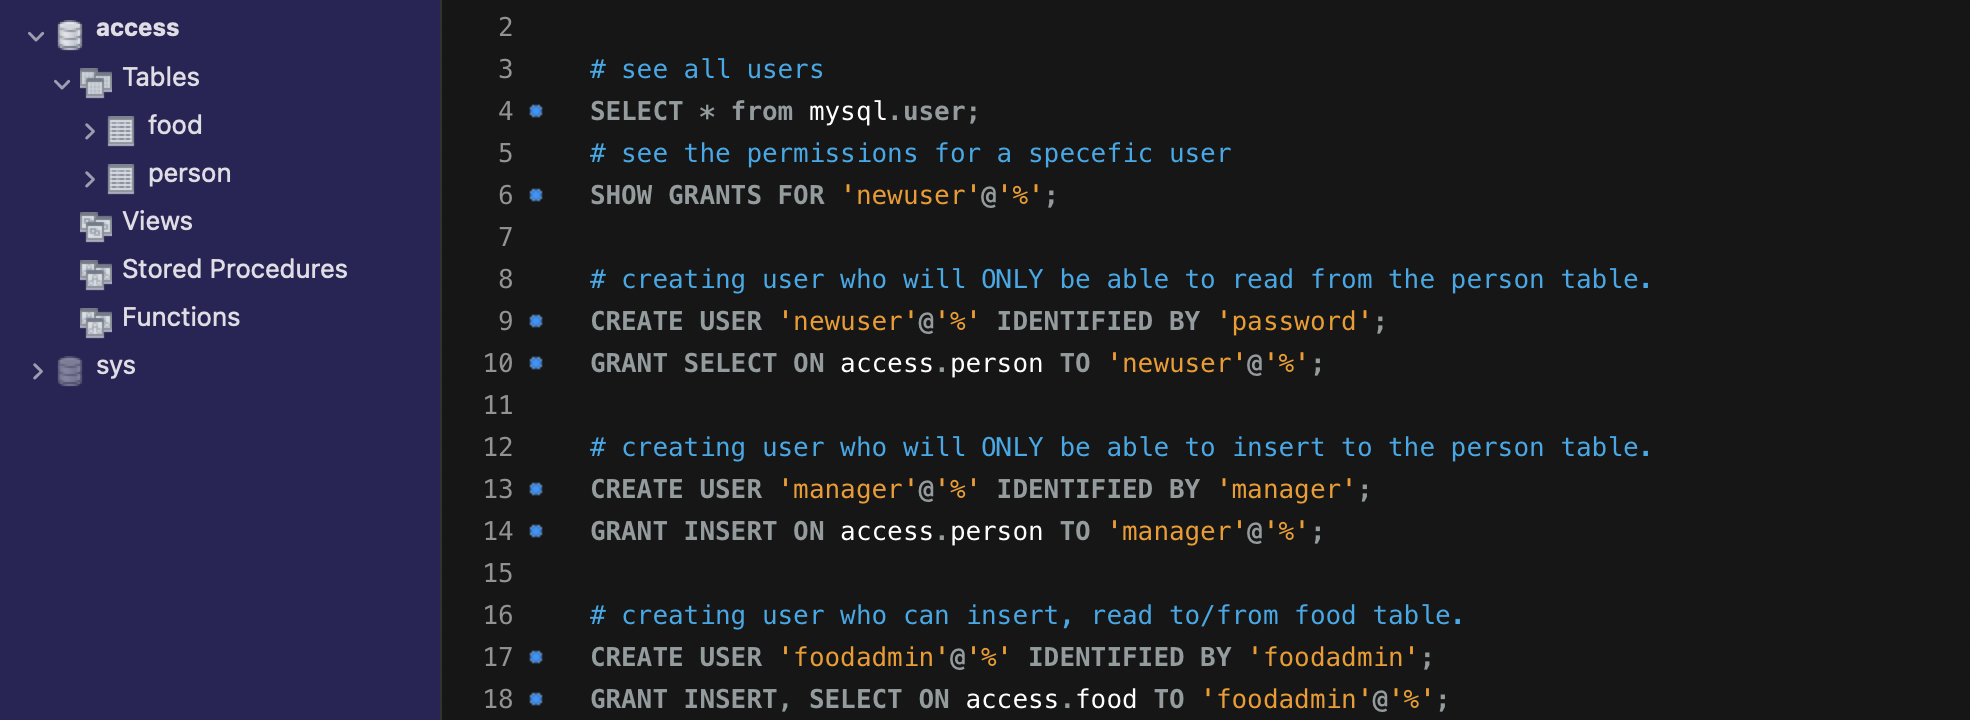 access
Tables
food
person
Views
Stored Procedures
Functions
sys
2
3 # see all users
4 SELECT * from mysql.user;
5 # see the permissions for a specefic user
6 SHOW GRANTS FOR 'newuser'@'%';
7
8 # creating user who will ONLY be able to read from the person table.
9 CREATE USER 'newuser'@'%' IDENTIFIED BY 'password';
10 GRANT SELECT ON access.person TO 'newuser'@'%';
11
12 # creating user who will ONLY be able to insert to the person table.
13 CREATE USER 'manager'@'%' IDENTIFIED BY 'manager';
14 GRANT INSERT ON access.person TO 'manager'@'%';
15
16 # creating user who can insert, read to/from food table.
17 CREATE USER 'foodadmin'@'%' IDENTIFIED BY 'foodadmin';
18 GRANT INSERT, SELECT ON access.food TO 'foodadmin'@'%';